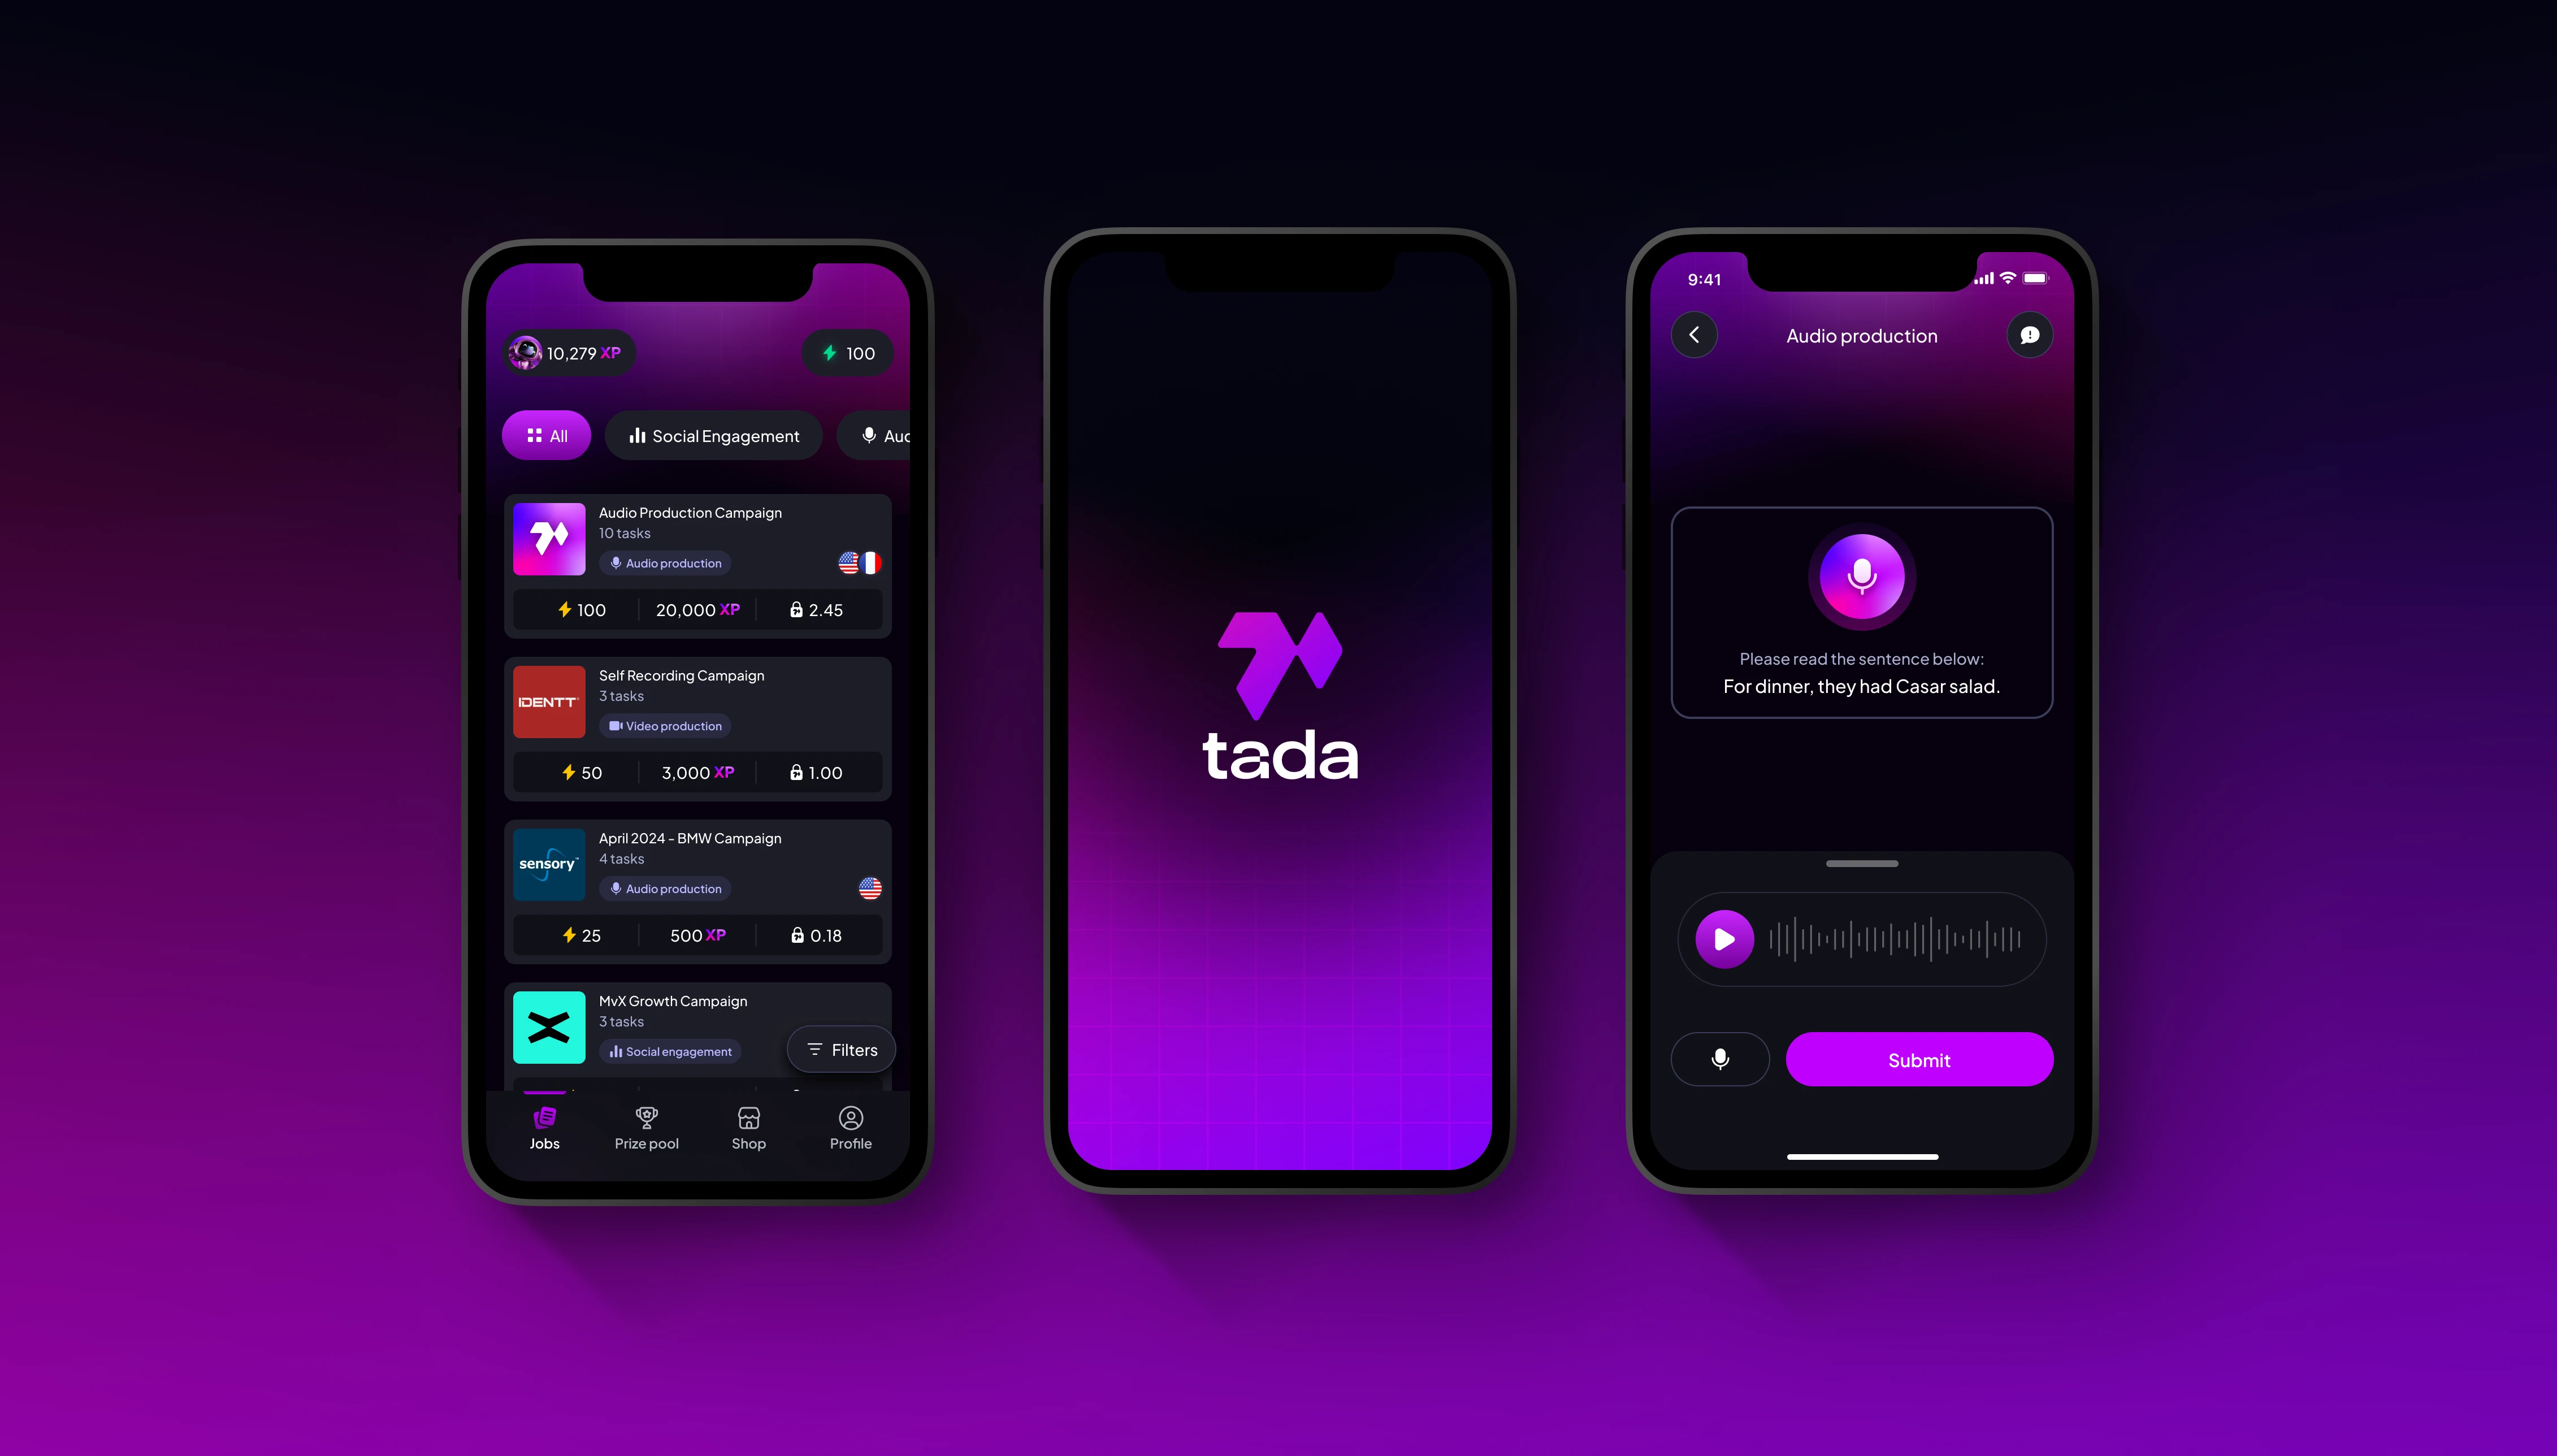 10,279 XP
100
All
Social Engagement
Auc
Audio Production Campaign
10 tasks
Audio production
100
20,000 XP
2.45
IDENTT
Self Recording Campaign
3 tasks
Video production
50
3,000 XP
1.00
sensory™
April 2024 - BMW Campaign
4 tasks
Audio production
25
500 XP
0.18
MvX Growth Campaign
3 tasks
Social engagement
Filters
Jobs
Prize pool
Shop
Profile
tada
9:41
Audio production
Please read the sentence below:
For dinner, they had Casar salad.
Submit